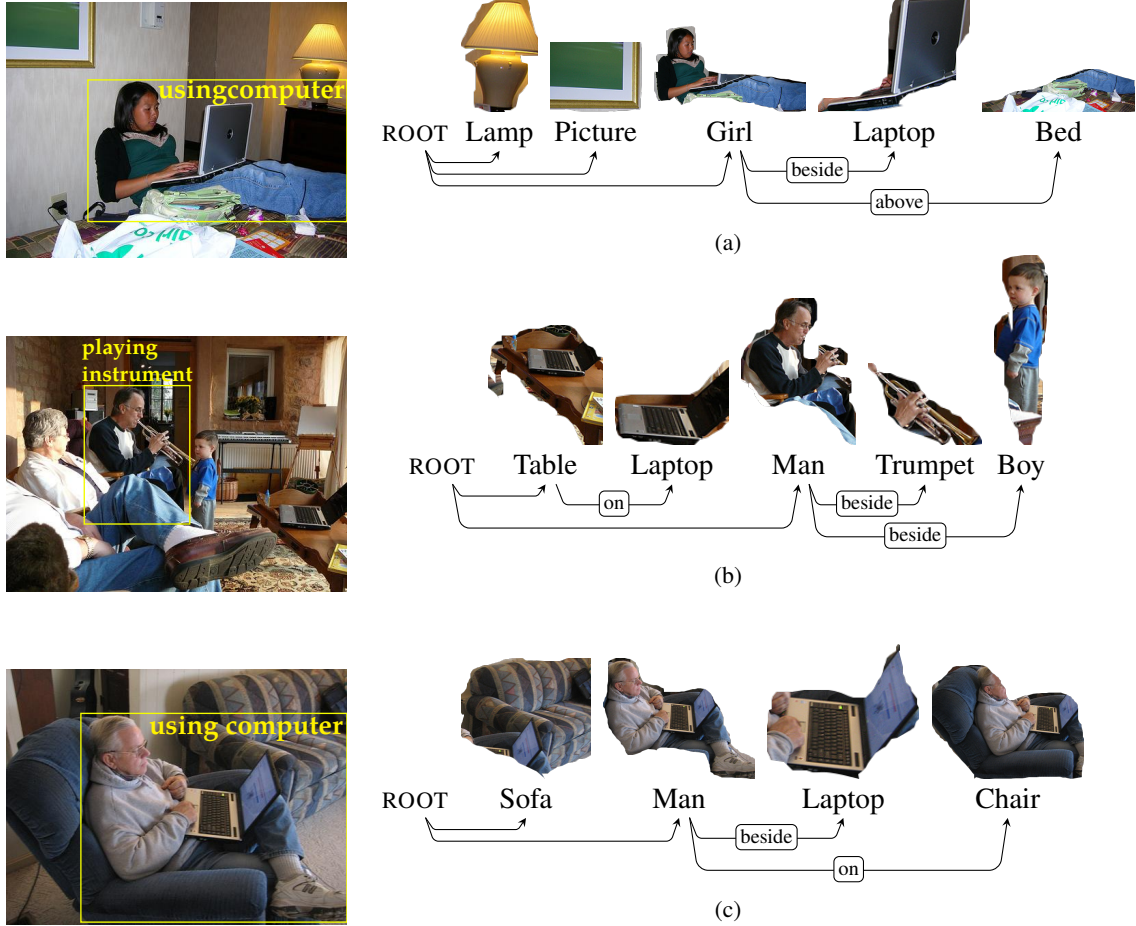 usingcomputer
ROOT Lamp Picture Girl Laptop Bed
beside
above
(a)
playing
instrument
ROOT Table Laptop Man Trumpet Boy
on
beside
beside
(b)
using computer
ROOT Sofa Man Laptop Chair
beside
on
(c)